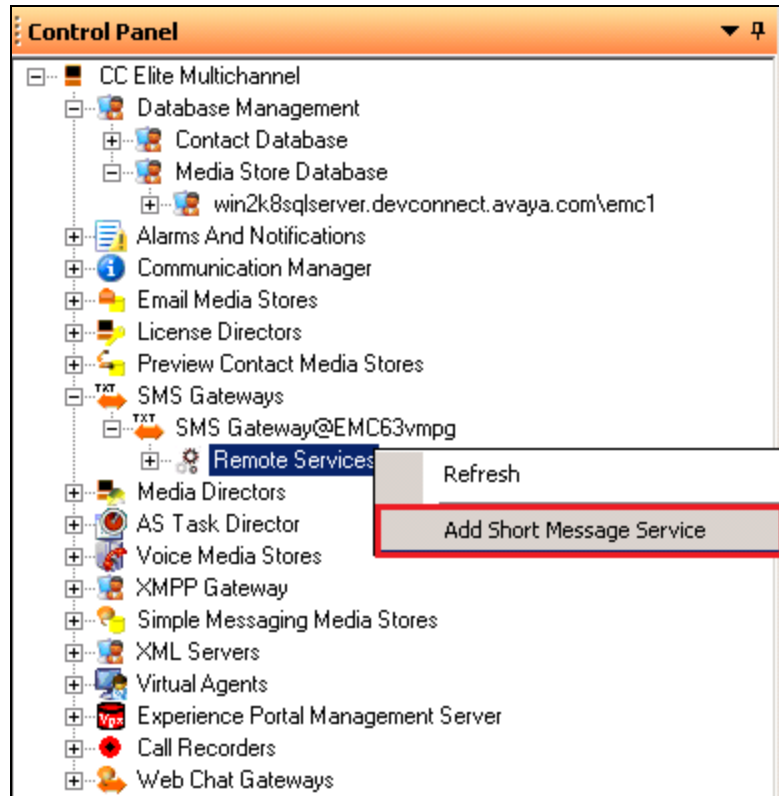 Control Panel
CC Elite Multichannel
Database Management
Contact Database
Media Store Database
win2k8sqlserver.devconnect.avaya.com\emc1
Alarms And Notifications
Communication Manager
Email Media Stores
License Directors
Preview Contact Media Stores
TXT SMS Gateways
TXT SMS Gateway@EMC63vmpg
Remote Services
Refresh
Add Short Message Service
Media Directors
AS Task Director
Voice Media Stores
XMPP Gateway
Simple Messaging Media Stores
XML Servers
Virtual Agents
Vpx Experience Portal Management Server
Call Recorders
Web Chat Gateways